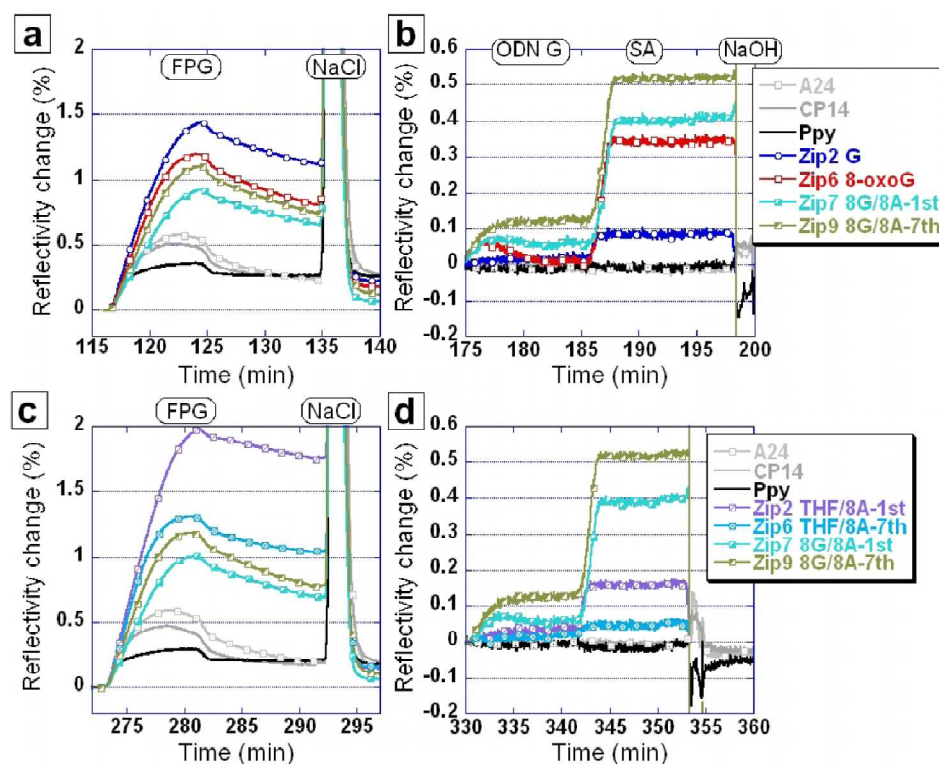 a
FPG
NaCl
Reflectivity change (%)
2
1.5
1
0.5
0
115 120 125 130 135 140
Time (min)
b
ODN G
SA
NaOH
Reflectivity change (%)
0.6
0.5
0.4
0.3
0.2
0.1
0
-0.1
-0.2
175 180 185 190 195 200
Time (min)
A24
CP14
Ppy
Zip2 G
Zip6 8-oxoG
Zip7 8G/8A-1st
Zip9 8G/8A-7th
c
FPG
NaCl
Reflectivity change (%)
2
1.5
1
0.5
0
275 280 285 290 295
Time (min)
d
Reflectivity change (%)
0.6
0.5
0.4
0.3
0.2
0.1
0
-0.1
-0.2
330 335 340 345 350 355 360
Time (min)
A24
CP14
Ppy
Zip2 THF/8A-1st
Zip6 THF/8A-7th
Zip7 8G/8A-1st
Zip9 8G/8A-7th